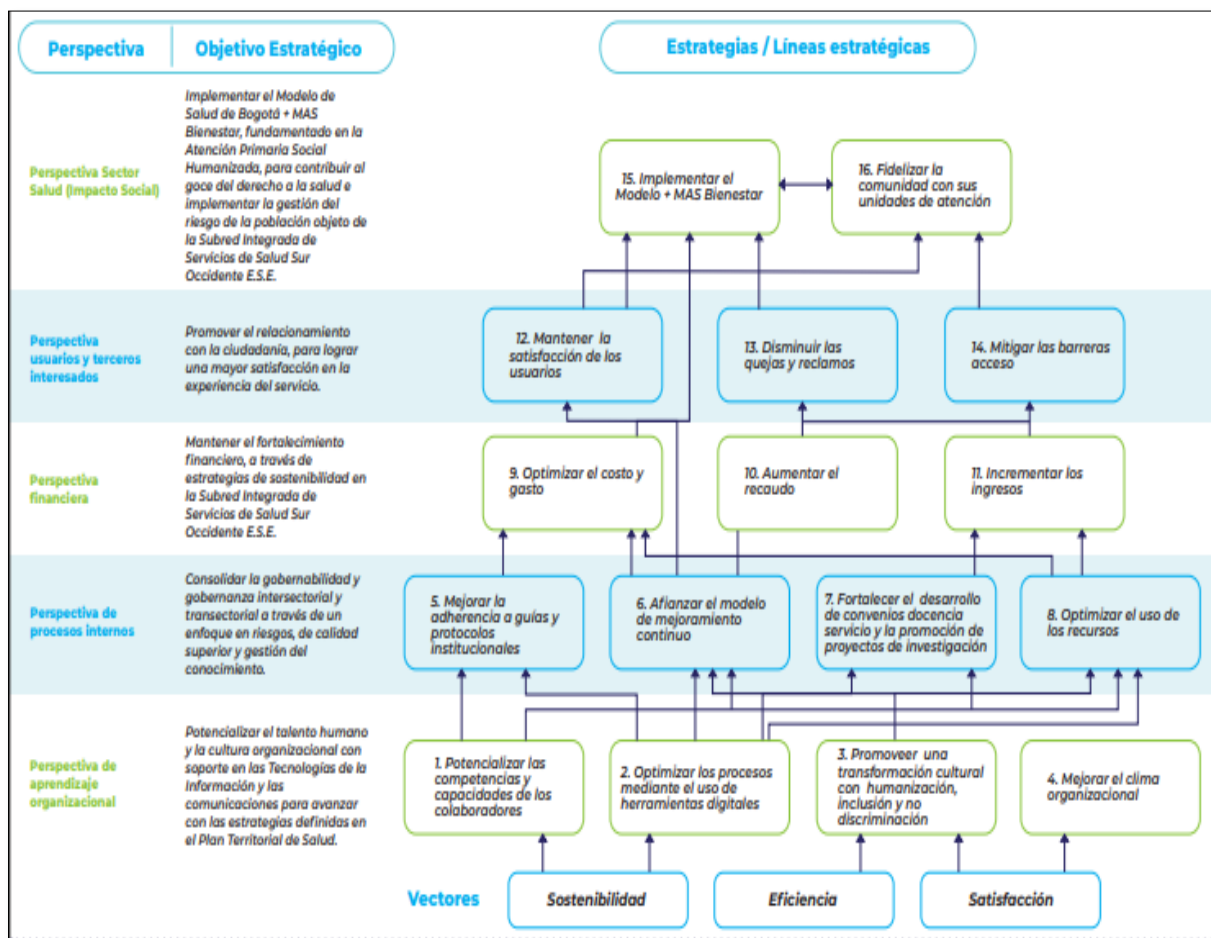 Perspectiva
Objetivo Estratégico
Estrategias / Líneas estratégicas
Perspectiva Sector
Salud (Impacto Social)
Implementar el Modelo de
Salud de Bogotá + MAS
Bienestar, fundamentado en la
Atención Primaria Social
Humanizada, para contribuir al
goce del derecho a la salud e
implementar la gestión del
riesgo de la población objeto de
la Subred Integrada de
Servicios de Salud Sur
Occidente E.S.E.
15. Implementar el
Modelo + MAS Bienestar
16. Fidelizar la
comunidad con sus
unidades de atención
Perspectiva
usuarios y terceros
interesados
Promover el relacionamiento
con la ciudadanía, para lograr
una mayor satisfacción en la
experiencia del servicio.
12. Mantener la
satisfacción de los
usuarios
13. Disminuir las
quejas y reclamos
14. Mitigar las barreras
acceso
Perspectiva
financiera
Mantener el fortalecimiento
financiero, a través de
estrategias de sostenibilidad en
la Subred Integrada de
Servicios de Salud Sur
Occidente E.S.E.
9. Optimizar el costo y
gasto
10. Aumentar el
recaudo
11. Incrementar los
ingresos
Perspectiva de
procesos internos
Consolidar la gobernabilidad y
gobernanza intersectorial y
transectorial a través de un
enfoque en riesgos, de calidad
superior y gestión del
conocimiento.
5. Mejorar la
adherencia a guías y
protocolos
institucionales
6. Afianzar el modelo
de mejoramiento
continuo
7. Fortalecer el desarrollo
de convenios docencia
servicio y la promoción de
proyectos de investigación
8. Optimizar el uso de
los recursos
Perspectiva de
aprendizaje
organizacional
Potencializar el talento humano
y la cultura organizacional con
soporte en las Tecnologías de la
Información y las
comunicaciones para avanzar
con las estrategias definidas en
el Plan Territorial de Salud.
1. Potencializar las
competencias y
capacidades de los
colaboradores
2. Optimizar los procesos
mediante el uso de
herramientas digitales
3. Promoveer una
transformación cultural
con humanización,
inclusión y no
discriminación
4. Mejorar el clima
organizacional
Vectores
Sostenibilidad
Eficiencia
Satisfacción